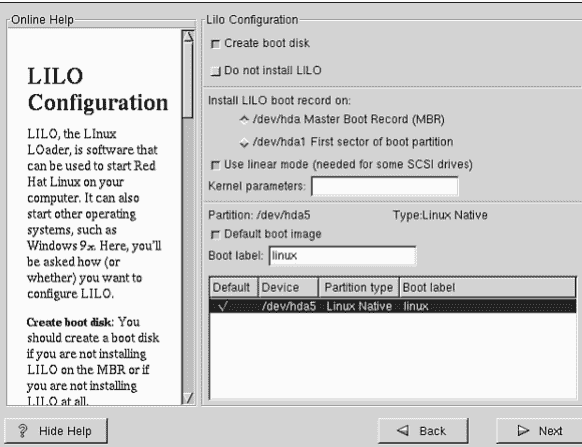 Online Help
LILO
Configuration
LILO, the LInux
LOader, is software that
can be used to start Red
Hat Linux on your
computer. It can also
start other operating
systems, such as
Windows 9x. Here, you'll
be asked how (or
whether) you want to
configure LILO.
Create boot disk: You
should create a boot disk
if you are not installing
LILO on the MBR or if
you are not installing
LILO at all.
Lilo Configuration
Create boot disk
Do not install LILO
Install LILO boot record on:
/dev/hda Master Boot Record (MBR)
/dev/hda1 First sector of boot partition
Use linear mode (needed for some SCSI drives)
Kernel parameters:
Partition: /dev/hda5 Type:Linux Native
Default boot image
Boot label: linux
Default Device Partition type Boot label
/dev/hda5 Linux Native linux
? Hide Help Back Next